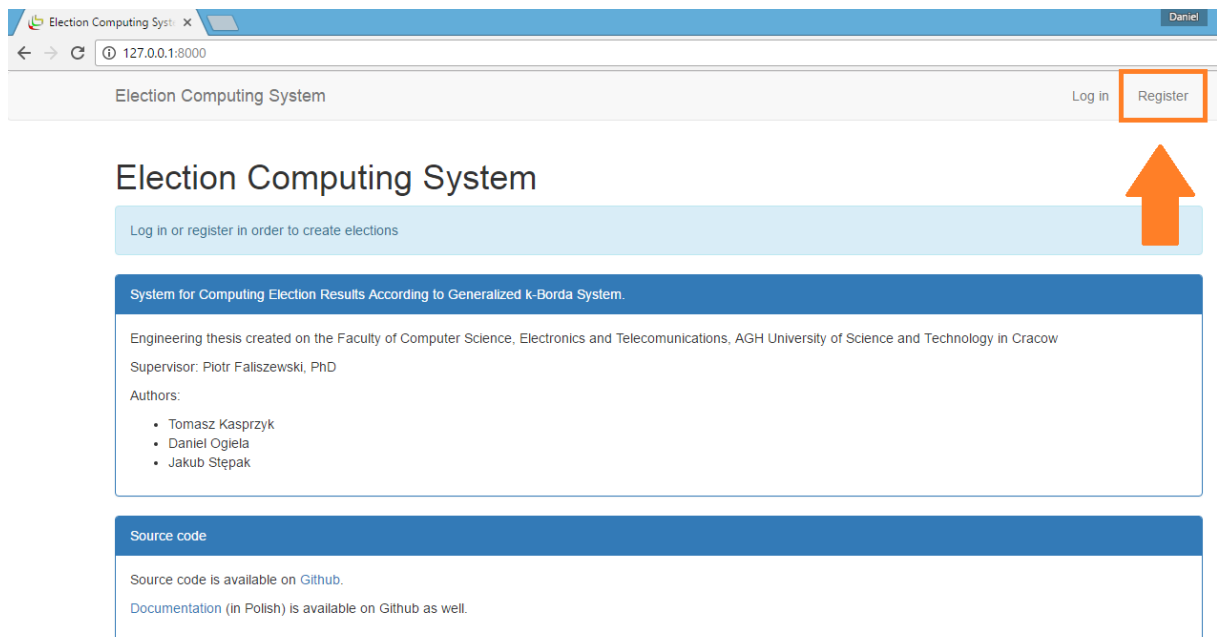 Election Computing Syst
Daniel
127.0.0.1:8000
Election Computing System
Log in
Register
Election Computing System
Log in or register in order to create elections
System for Computing Election Results According to Generalized k-Borda System.
Engineering thesis created on the Faculty of Computer Science, Electronics and Telecomunications, AGH University of Science and Technology in Cracow
Supervisor: Piotr Faliszewski, PhD
Authors:
Tomasz Kasprzyk
Daniel Ogiela
Jakub Stępak
Source code
Source code is available on Github.
Documentation (in Polish) is available on Github as well.